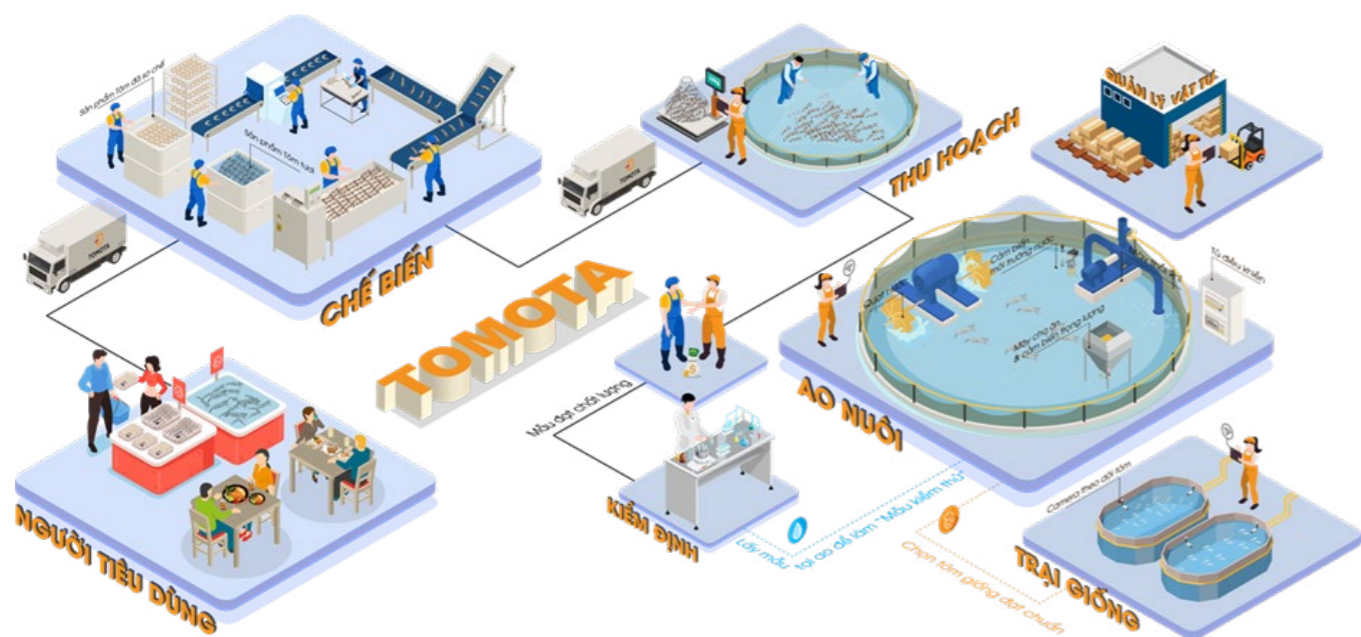 Sản phẩm tôm đã sơ chế
Sản phẩm tôm tươi
CHẾ BIẾN
TOMOTA
TOMOTA
THU HOẠCH
QUẢN LÝ VẬT TƯ
TOMOTA
Quạt nước
Cảm biến
môi trường nước
Máy cho ăn
& cảm biến trọng lượng
Tủ điều khiển
AO NUÔI
Mẫu đạt chất lượng
KIỂM ĐỊNH
Lấy mẫu
tại ao để làm "Mẫu kiểm thử"
Chọn tôm giống đạt chuẩn
Camera theo dõi tôm
TRẠI GIỐNG
NGƯỜI TIÊU DÙNG